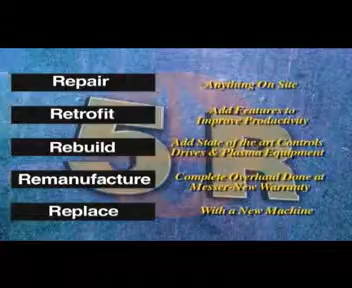 5 R
Repair
Anything On Site
Retrofit
Add Features to
Improve Productivity
Rebuild
Add State of the art Controls
Drives & Plasma Equipment
Remanufacture
Complete Overhaul Done at
Messer-New Warranty
Replace
With a New Machine